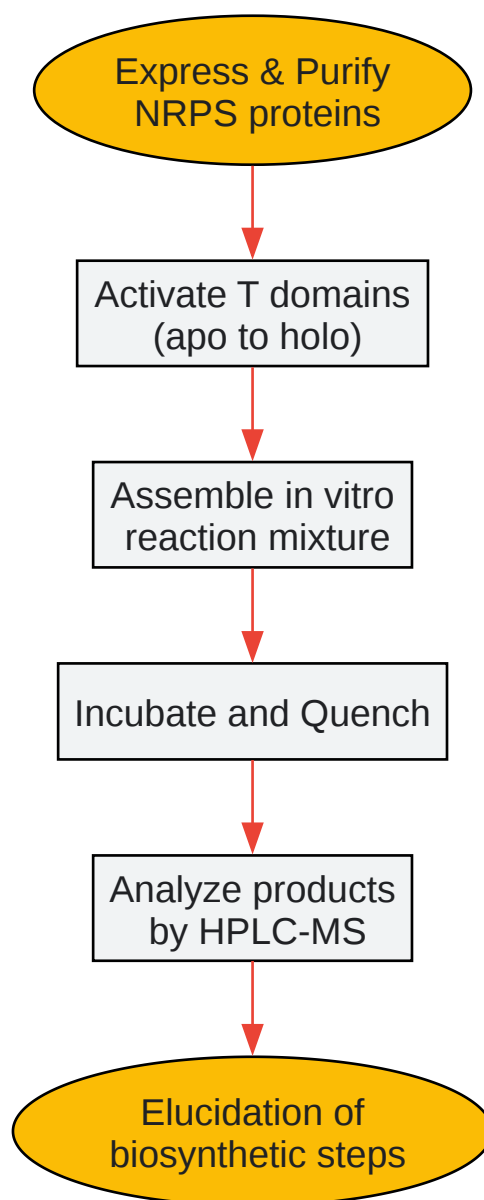 Express & Purify
NRPS proteins
Activate T domains
(apo to holo)
Assemble in vitro
reaction mixture
Incubate and Quench
Analyze products
by HPLC-MS
Elucidation of
biosynthetic steps